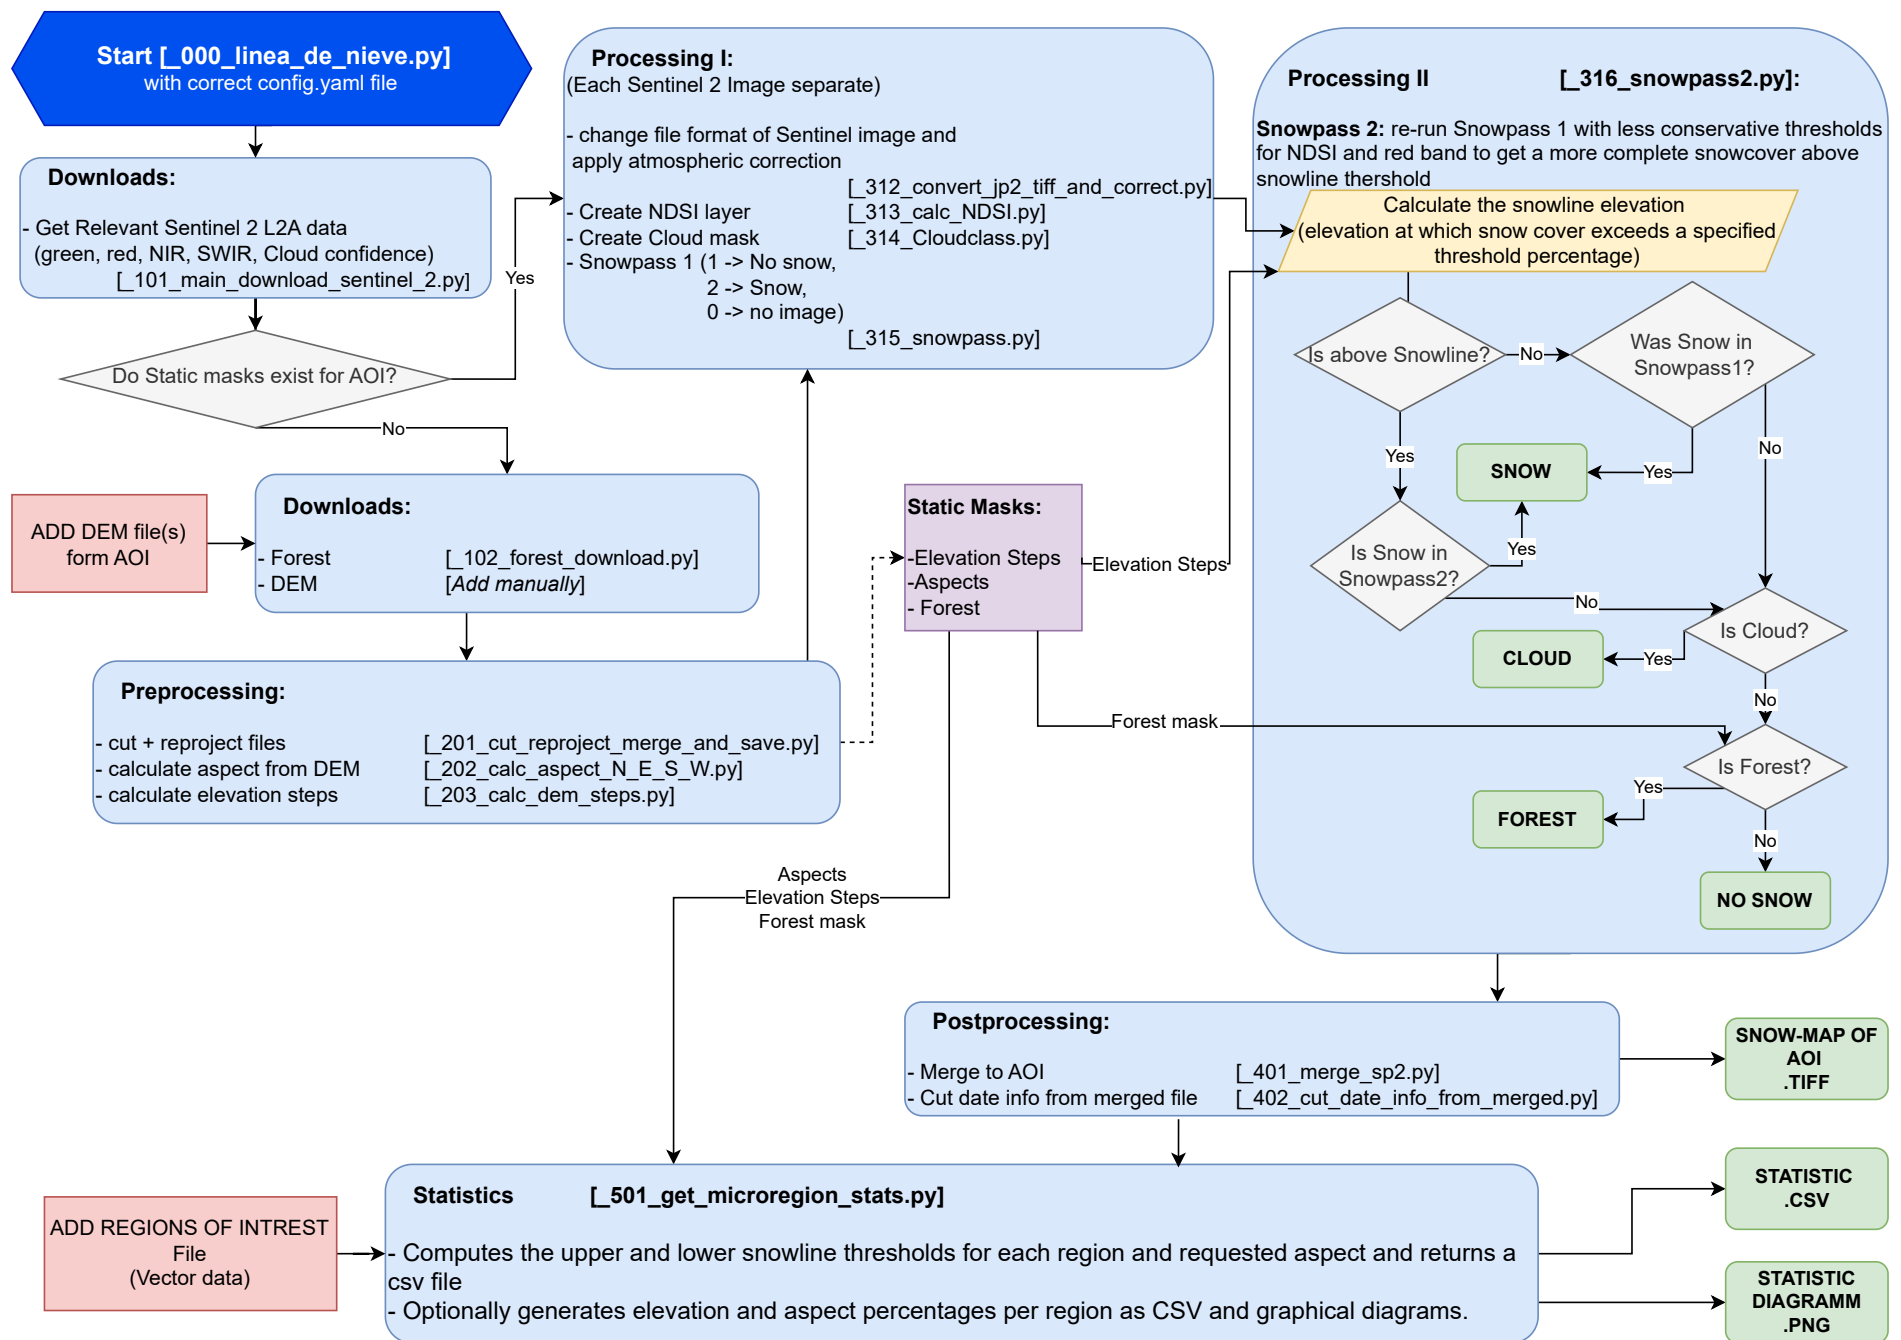 Start [_000_linea_de_nieve.py]
with correct config.yaml file
Downloads:
- Get Relevant Sentinel 2 L2A data
(green, red, NIR, SWIR, Cloud confidence)
[_101_main_download_sentinel_2.py]
Do Static masks exist for AOI?
Yes
No
ADD DEM file(s)
form AOI
Downloads:
- Forest [_102_forest_download.py]
- DEM [Add manually]
Preprocessing:
- cut + reproject files [_201_cut_reproject_merge_and_save.py]
- calculate aspect from DEM [_202_calc_aspect_N_E_S_W.py]
- calculate elevation steps [_203_calc_dem_steps.py]
Processing I:
(Each Sentinel 2 Image separate)
- change file format of Sentinel image and
apply atmospheric correction
[_312_convert_jp2_tiff_and_correct.py]
- Create NDSI layer [_313_calc_NDSI.py]
- Create Cloud mask [_314_Cloudclass.py]
- Snowpass 1 (1 -> No snow,
2 -> Snow,
0 -> no image)
[_315_snowpass.py]
Static Masks:
-Elevation Steps
-Aspects
- Forest
Elevation Steps
Forest mask
Aspects
Elevation Steps
Forest mask
Processing II [_316_snowpass2.py]:
Snowpass 2: re-run Snowpass 1 with less conservative thresholds
for NDSI and red band to get a more complete snowcover above
snowline thershold
Calculate the snowline elevation
(elevation at which snow cover exceeds a specified
threshold percentage)
Is above Snowline?
No
Was Snow in
Snowpass1?
Yes
No
SNOW
Yes
Is Snow in
Snowpass2?
Yes
No
Is Cloud?
CLOUD
Yes
No
Is Forest?
Yes
FOREST
No
NO SNOW
Postprocessing:
- Merge to AOI [_401_merge_sp2.py]
- Cut date info from merged file [_402_cut_date_info_from_merged.py]
SNOW-MAP OF
AOI
.TIFF
ADD REGIONS OF INTREST
File
(Vector data)
Statistics [_501_get_microregion_stats.py]
- Computes the upper and lower snowline thresholds for each region and requested aspect and returns a
csv file
- Optionally generates elevation and aspect percentages per region as CSV and graphical diagrams.
STATISTIC
.CSV
STATISTIC
DIAGRAMM
.PNG